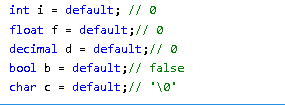 int i = default; // 0
float f = default;// 0
decimal d = default;// 0
bool b = default;// false
char c = default;// '\0'